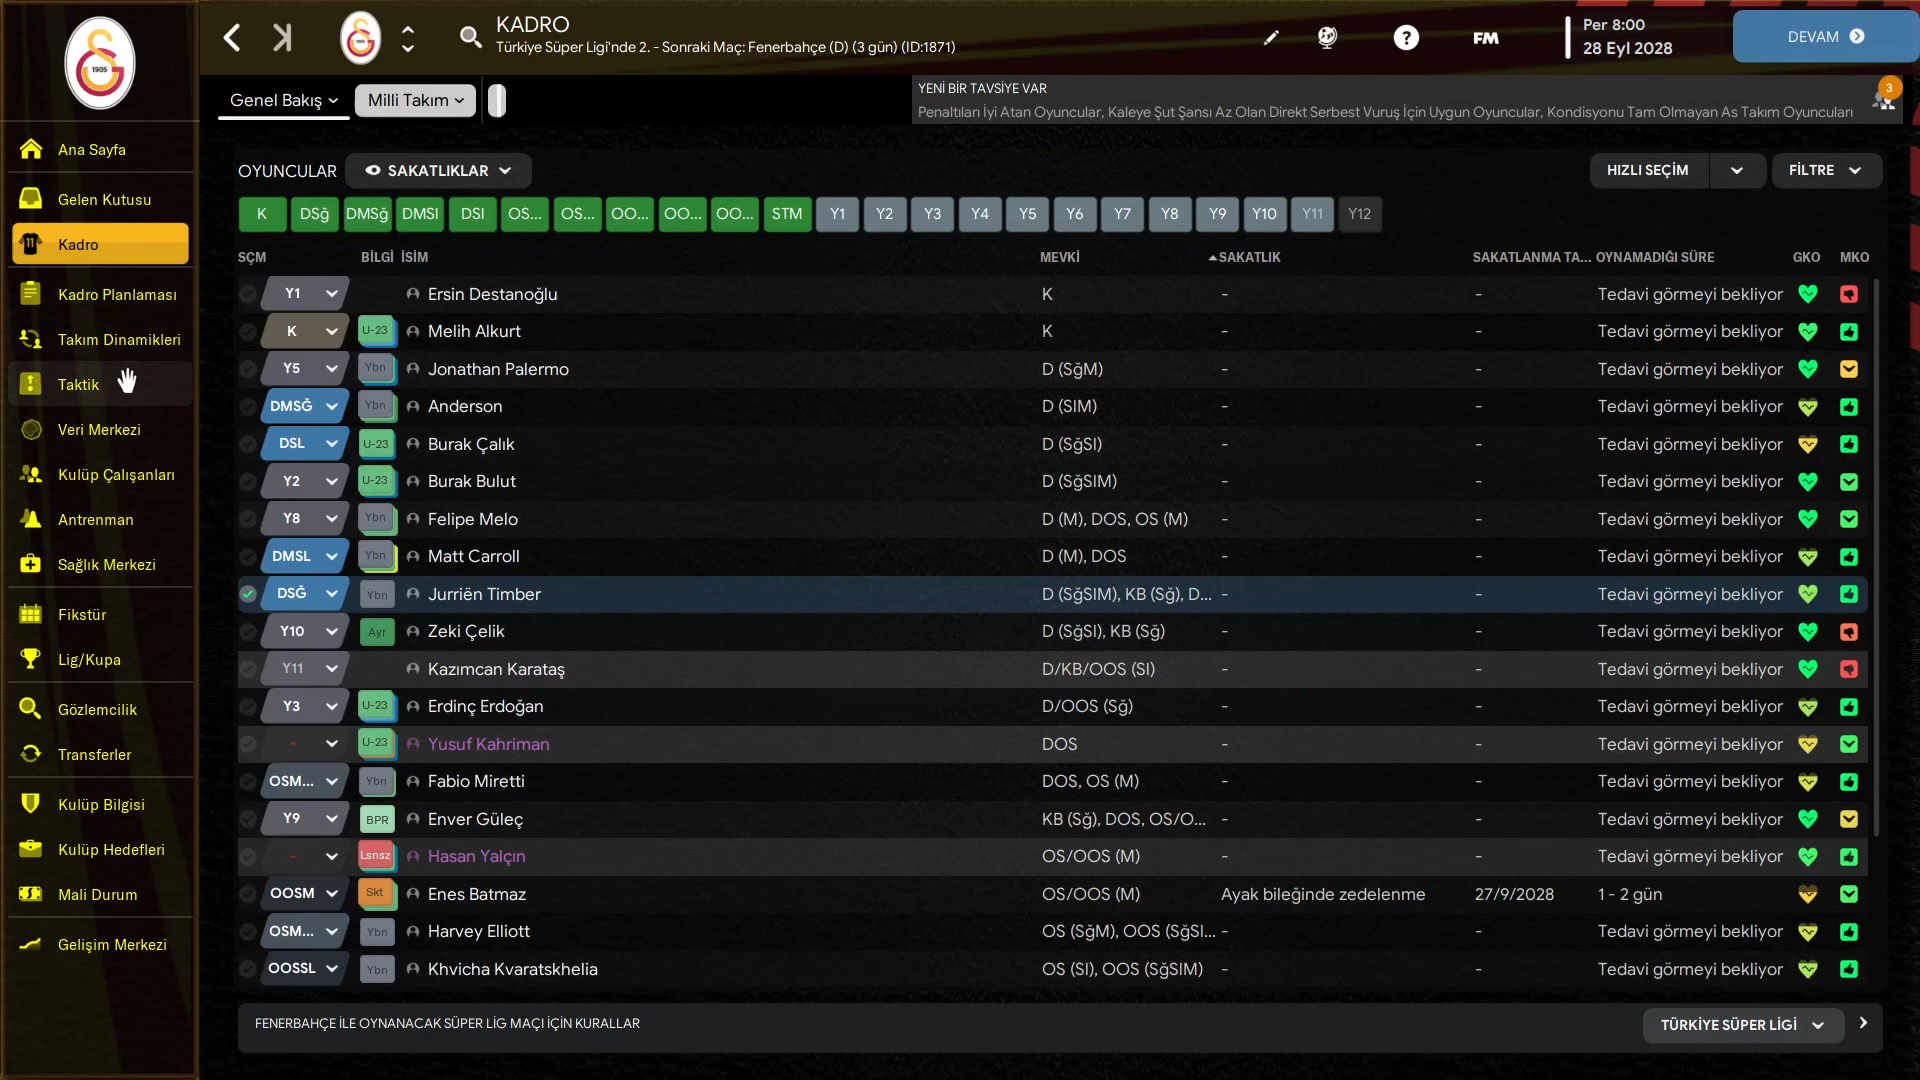 KADRO
Türkiye Süper Ligi'nde 2. - Sonraki Maç: Fenerbahçe (D) (3 gün) (ID:1871)
FM
Per 8:00
28 Eyl 2028
DEVAM
1905
Ana Sayfa
Gelen Kutusu
11
Kadro
Kadro Planlaması
Takım Dinamikleri
Taktik
Veri Merkezi
Kulüp Çalışanları
Antrenman
Sağlık Merkezi
Fikstür
Lig/Kupa
Gözlemcilik
Transferler
Kulüp Bilgisi
Kulüp Hedefleri
Mali Durum
Gelişim Merkezi
Genel Bakış
Milli Takım
YENİ BİR TAVSİYE VAR
Penaltıları İyi Atan Oyuncular, Kaleye Şut Şansı Az Olan Direkt Serbest Vuruş İçin Uygun Oyuncular, Kondisyonu Tam Olmayan As Takım Oyuncuları
3
OYUNCULAR SAKATLIKLAR HIZLI SEÇİM FİLTRE
K DSğ DMSğ DMSl DSl OS... OS... OO... OO... OO... STM Y1 Y2 Y3 Y4 Y5 Y6 Y7 Y8 Y9 Y10 Y11 Y12
SÇM BİLGİ İSİM MEVKİ SAKATLIK SAKATLANMA TA... OYNAMADIĞI SÜRE GKO MKO
Y1 Ersin Destanoğlu K - - Tedavi görmeyi bekliyor
K U-23 Melih Alkurt K - - Tedavi görmeyi bekliyor
Y5 Ybn Jonathan Palermo D (SğM) - - Tedavi görmeyi bekliyor
DMSĞ Ybn Anderson D (SlM) - - Tedavi görmeyi bekliyor
DSL U-23 Burak Çalık D (SğSl) - - Tedavi görmeyi bekliyor
Y2 U-23 Burak Bulut D (SğSlM) - - Tedavi görmeyi bekliyor
Y8 Ybn Felipe Melo D (M), DOS, OS (M) - - Tedavi görmeyi bekliyor
DMSL Ybn Matt Carroll D (M), DOS - - Tedavi görmeyi bekliyor
DSĞ Ybn Jurriën Timber D (SğSlM), KB (Sğ), D... - - Tedavi görmeyi bekliyor
Y10 Ayr Zeki Çelik D (SğSl), KB (Sğ) - - Tedavi görmeyi bekliyor
Y11 Kazımcan Karataş D/KB/OOS (Sl) - - Tedavi görmeyi bekliyor
Y3 U-23 Erdinç Erdoğan D/OOS (Sğ) - - Tedavi görmeyi bekliyor
- U-23 Yusuf Kahriman DOS - - Tedavi görmeyi bekliyor
OSM... Ybn Fabio Miretti DOS, OS (M) - - Tedavi görmeyi bekliyor
Y9 BPR Enver Güleç KB (Sğ), DOS, OS/O... - - Tedavi görmeyi bekliyor
- Lsnsz Hasan Yalçın OS/OOS (M) - - Tedavi görmeyi bekliyor
OOSM Skt Enes Batmaz OS/OOS (M) Ayak bileğinde zedelenme 27/9/2028 1 - 2 gün
OSM... Ybn Harvey Elliott OS (SğM), OOS (SğSl... - - Tedavi görmeyi bekliyor
OOSSL Ybn Khvicha Kvaratskhelia OS (Sl), OOS (SğSlM) - - Tedavi görmeyi bekliyor
FENERBAHÇE İLE OYNANACAK SÜPER LİG MAÇI İÇİN KURALLAR
TÜRKİYE SÜPER LİGİ